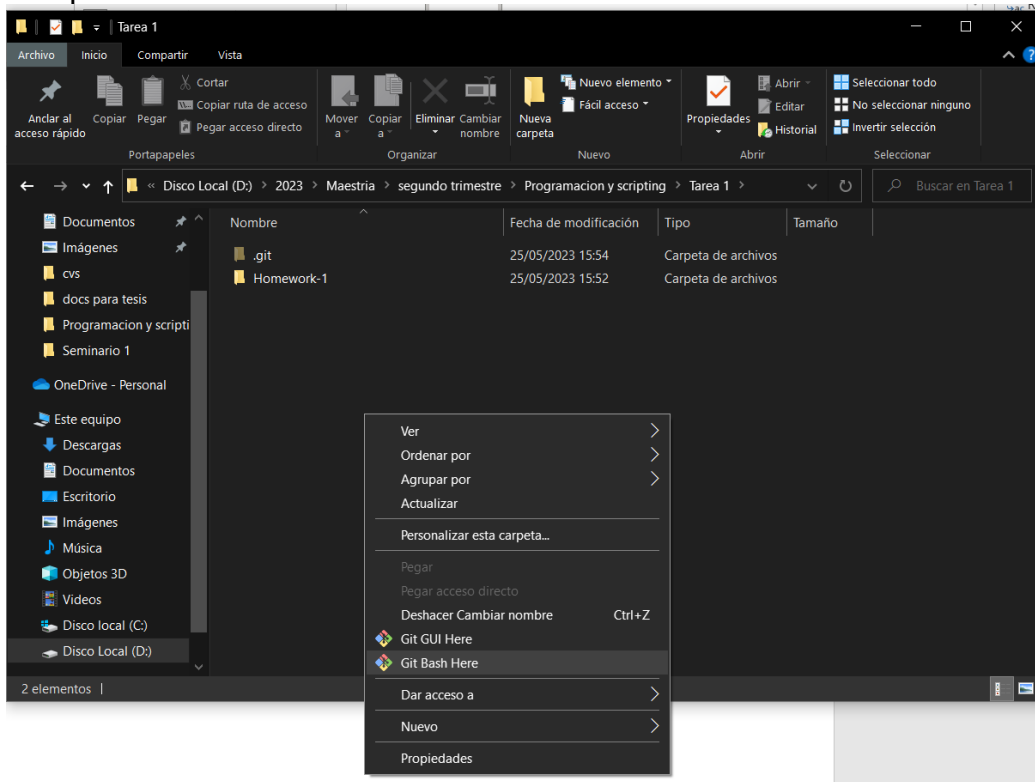 Tarea 1
Archivo Inicio Compartir Vista
Andar al
acceso rápido
Copiar
Pegar
Cortar
Copiar ruta de acceso
Pegar acceso directo
Portapapeles
Mover
a
Copiar
a
Eliminar
Cambiar
nombre
Organizar
Nueva
carpeta
Nuevo elemento
Fácil acceso
Nuevo
Propiedades
Abrir
Editar
Historial
Abrir
Seleccionar todo
No seleccionar ninguno
Invertir selección
Seleccionar
« Disco Local (D:) > 2023 > Maestria > segundo trimestre > Programacion y scripting > Tarea 1 >
Buscar en Tarea 1
Documentos
Imágenes
cvs
docs para tesis
Programacion y scripti
Seminario 1
OneDrive - Personal
Este equipo
Descargas
Documentos
Escritorio
Imágenes
Música
Objetos 3D
Videos
Disco local (C:)
Disco Local (D:)
Nombre Fecha de modificación Tipo Tamaño
.git 25/05/2023 15:54 Carpeta de archivos
Homework-1 25/05/2023 15:52 Carpeta de archivos
Ver
Ordenar por
Agrupar por
Actualizar
Personalizar esta carpeta...
Pegar
Pegar acceso directo
Deshacer Cambiar nombre Ctrl+Z
Git GUI Here
Git Bash Here
Dar acceso a
Nuevo
Propiedades
2 elementos